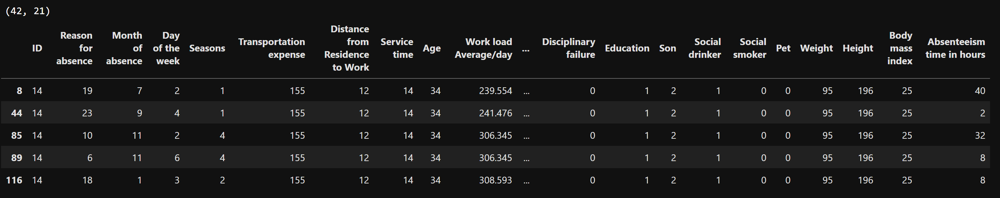 (42, 21)
ID Reason for absence Month of absence Day of the week Seasons Transportation expense Distance from Residence to Work Service time Age Work load Average/day ... Disciplinary failure Education Son Social drinker Social smoker Pet Weight Height Body mass index Absenteeism time in hours
8 14 19 7 2 1 155 12 14 34 239.554 ... 0 1 2 1 0 0 95 196 25 40
44 14 23 9 4 1 155 12 14 34 241.476 ... 0 1 2 1 0 0 95 196 25 2
85 14 10 11 2 4 155 12 14 34 306.345 ... 0 1 2 1 0 0 95 196 25 32
89 14 6 11 6 4 155 12 14 34 306.345 ... 0 1 2 1 0 0 95 196 25 8
116 14 18 1 3 2 155 12 14 34 308.593 ... 0 1 2 1 0 0 95 196 25 8